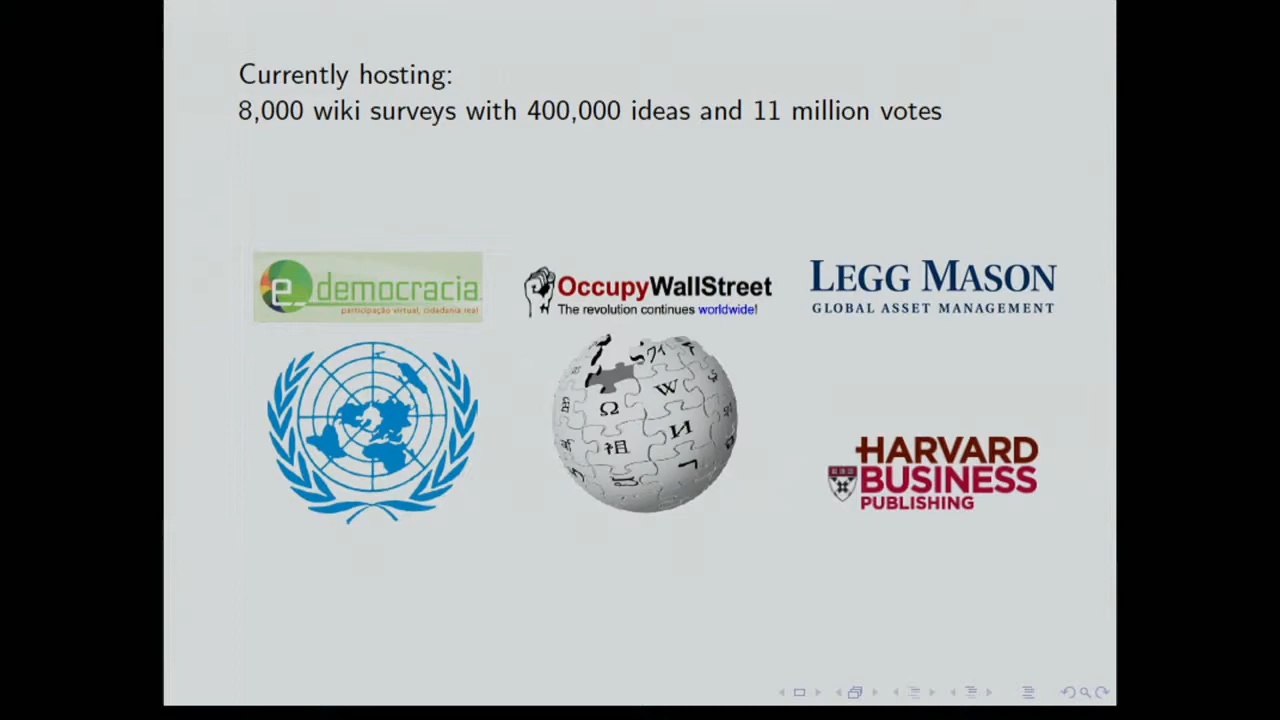 Currently hosting:
8,000 wiki surveys with 400,000 ideas and 11 million votes
e_democracia.
participação virtual, cidadania real
OccupyWallStreet
The revolution continues worldwide!
LEGG MASON
GLOBAL ASSET MANAGEMENT
Ω W
祖 И
HARVARD
BUSINESS
PUBLISHING